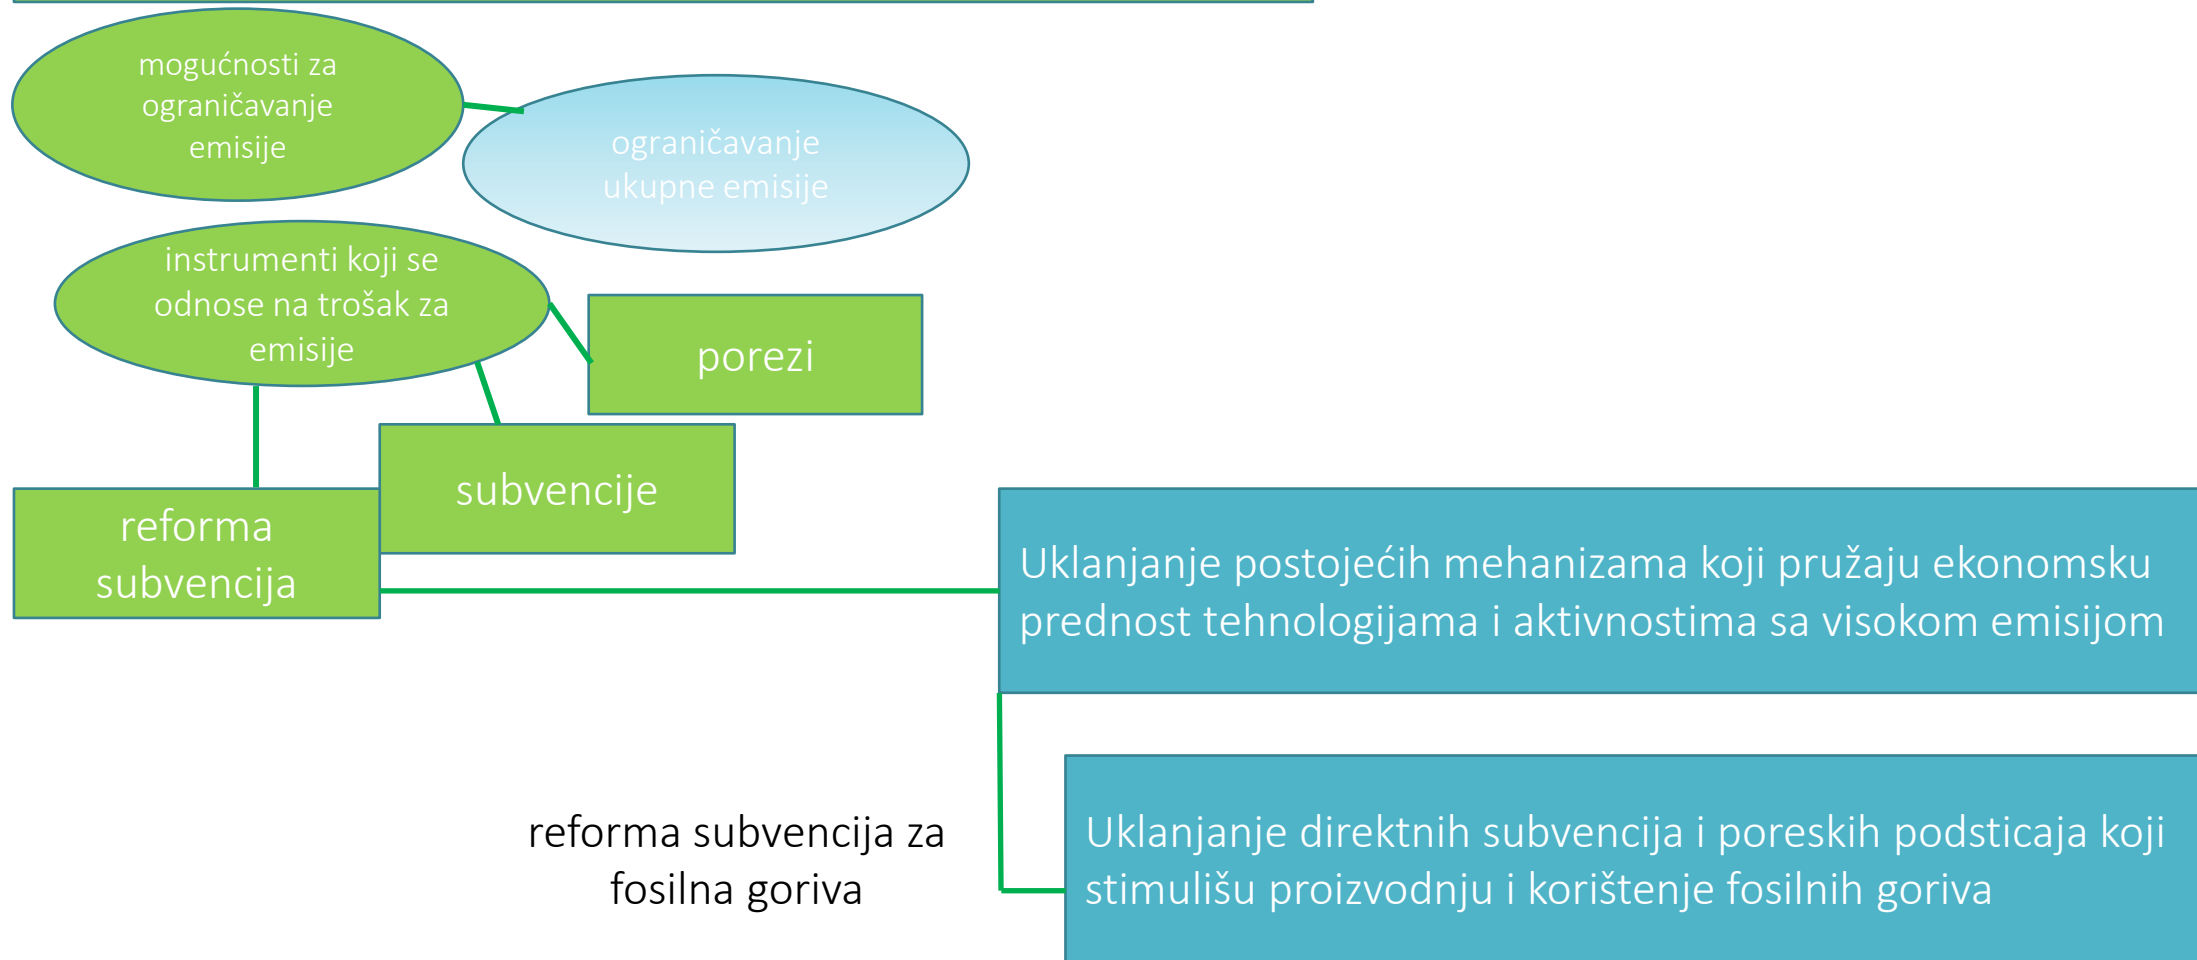 mogućnosti za
ograničavanje
emisije
ograničavanje
ukupne emisije
instrumenti koji se
odnose na trošak za
emisije
porezi
subvencije
reforma
subvencija
Uklanjanje postojećih mehanizama koji pružaju ekonomsku
prednost tehnologijama i aktivnostima sa visokom emisijom
reforma subvencija za
fosilna goriva
Uklanjanje direktnih subvencija i poreskih podsticaja koji
stimulišu proizvodnju i korištenje fosilnih goriva